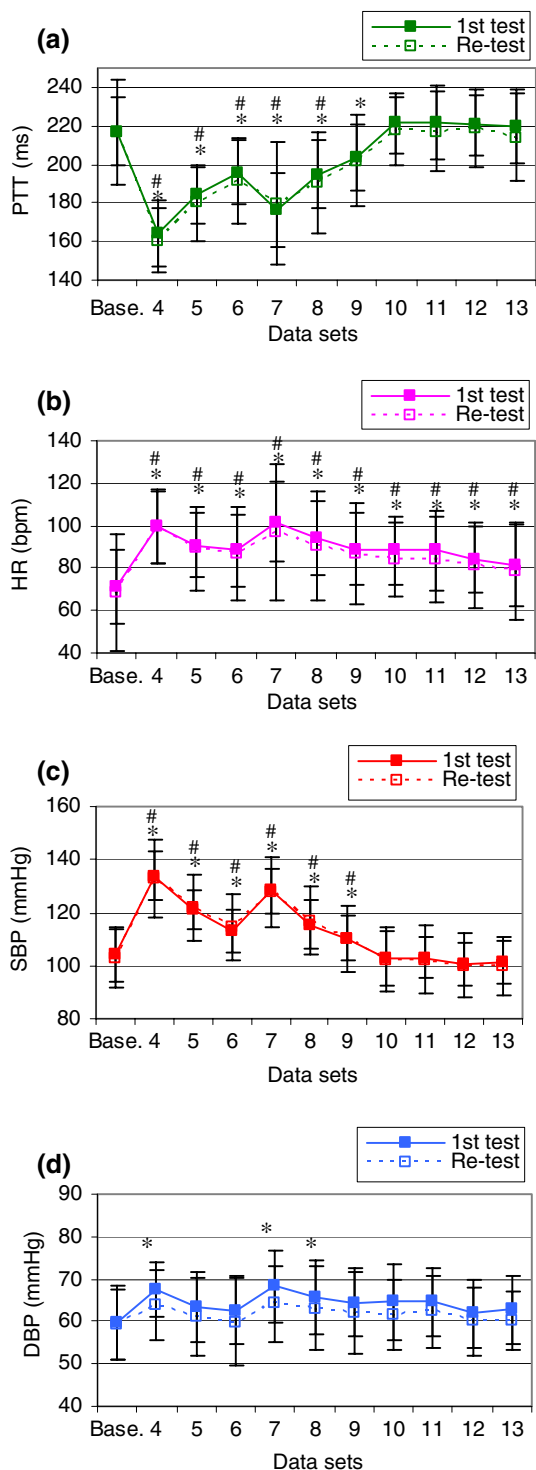 (a)
1st test
Re-test
240
220
200
180
160
140
PTT (ms)
#
*
#
*
#
*
#
*
#
*
*
Base. 4 5 6 7 8 9 10 11 12 13
Data sets
(b)
1st test
Re-test
140
120
100
80
60
40
HR (bpm)
#
*
#
*
#
*
#
*
#
*
#
*
#
*
#
*
#
*
#
*
Base. 4 5 6 7 8 9 10 11 12 13
Data sets
(c)
1st test
Re-test
160
140
120
100
80
SBP (mmHg)
#
*
#
*
#
*
#
*
#
*
#
*
Base. 4 5 6 7 8 9 10 11 12 13
Data sets
(d)
1st test
Re-test
90
80
70
60
50
40
DBP (mmHg)
*
*
*
Base. 4 5 6 7 8 9 10 11 12 13
Data sets